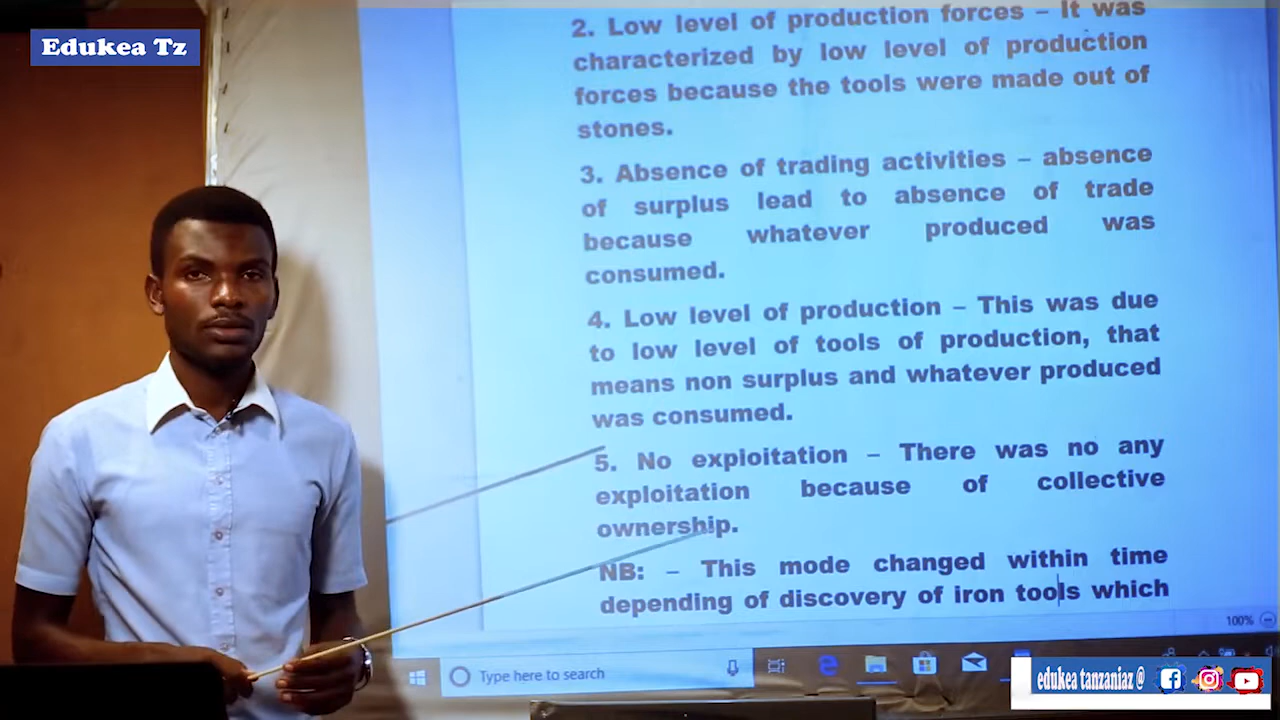 Edukea Tz
2. Low level of production forces – It was
characterized by low level of production
forces because the tools were made out of
stones.
3. Absence of trading activities – absence
of surplus lead to absence of trade
because whatever produced was
consumed.
4. Low level of production – This was due
to low level of tools of production, that
means non surplus and whatever produced
was consumed.
5. No exploitation – There was no any
exploitation because of collective
ownership.
NB: – This mode changed within time
depending of discovery of iron tools which
100%
Type here to search
edukea tanzaniaz @